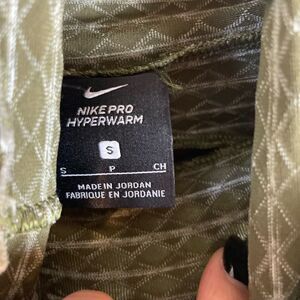 NIKE PRO
HYPERWARM
S
S P CH
MADE IN JORDAN
FABRIQUE EN JORDANIE